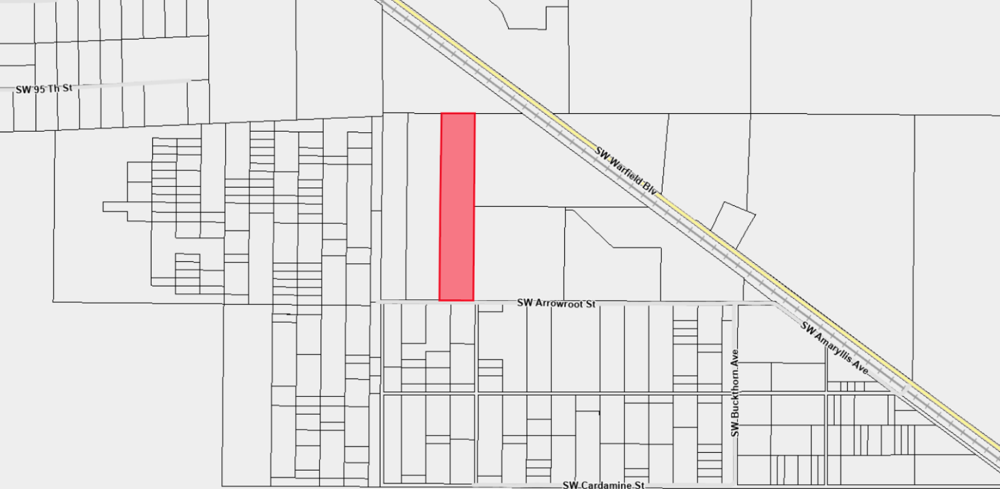 SW 95 Th St
SW Warfield Blv
SW Arrowroot St
SW Amaryllis Ave
SW Buckthorn Ave
SW Cardamine St